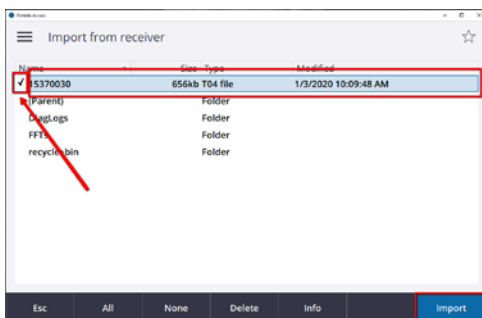 Trimble Access
Import from receiver
Name Size Type Modified
15370030 656kb T04 file 1/3/2020 10:09:48 AM
(Parent) Folder
DiagLogs Folder
FFTs Folder
recycle bin Folder
Esc All None Delete Info Import